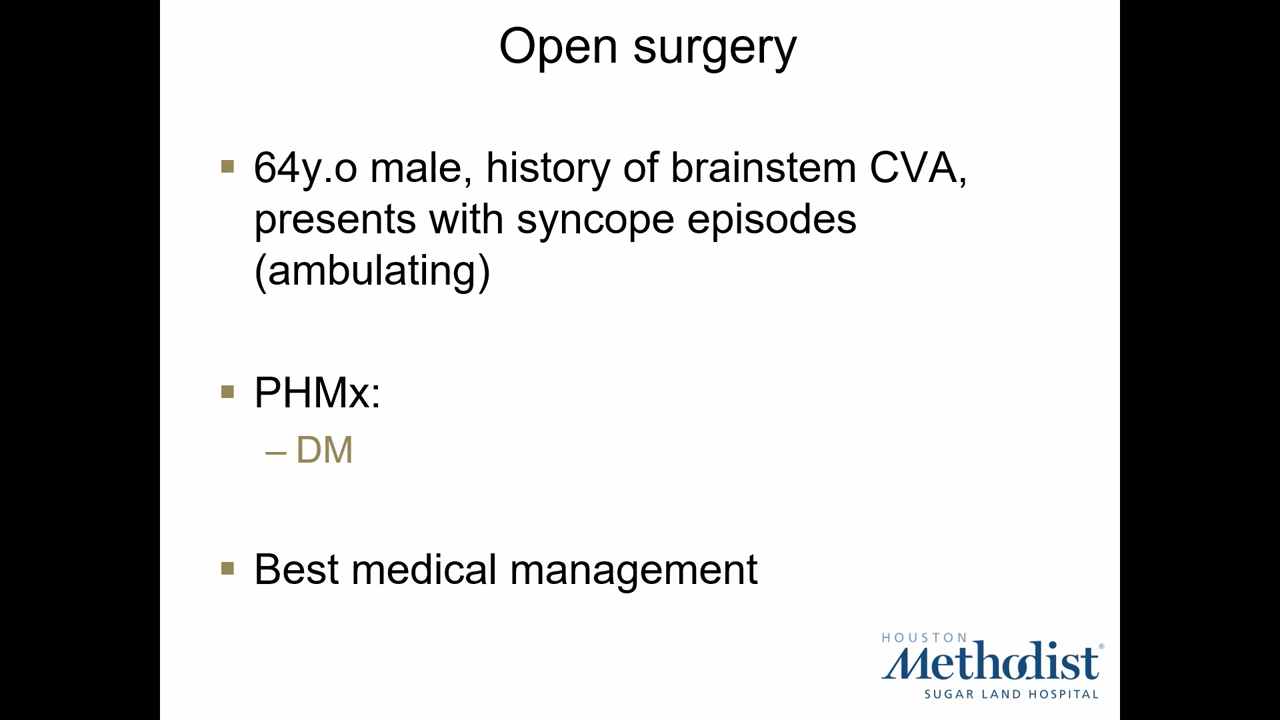 Open surgery
▪ 64y.o male, history of brainstem CVA,
presents with syncope episodes
(ambulating)
▪ PHMx:
– DM
▪ Best medical management
HOUSTON
Methodist®
SUGAR LAND HOSPITAL